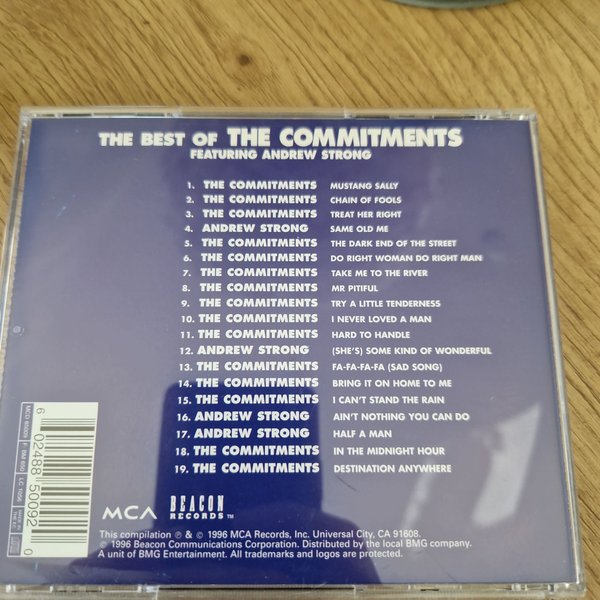 THE BEST OF THE COMMITMENTS
FEATURING ANDREW STRONG
1. THE COMMITMENTS MUSTANG SALLY
2. THE COMMITMENTS CHAIN OF FOOLS
3. THE COMMITMENTS TREAT HER RIGHT
4. ANDREW STRONG SAME OLD ME
5. THE COMMITMENTS THE DARK END OF THE STREET
6. THE COMMITMENTS DO RIGHT WOMAN DO RIGHT MAN
7. THE COMMITMENTS TAKE ME TO THE RIVER
8. THE COMMITMENTS MR PITIFUL
9. THE COMMITMENTS TRY A LITTLE TENDERNESS
10. THE COMMITMENTS I NEVER LOVED A MAN
11. THE COMMITMENTS HARD TO HANDLE
12. ANDREW STRONG (SHE'S) SOME KIND OF WONDERFUL
13. THE COMMITMENTS FA-FA-FA-FA (SAD SONG)
14. THE COMMITMENTS BRING IT ON HOME TO ME
15. THE COMMITMENTS I CAN'T STAND THE RAIN
16. ANDREW STRONG AIN'T NOTHING YOU CAN DO
17. ANDREW STRONG HALF A MAN
18. THE COMMITMENTS IN THE MIDNIGHT HOUR
19. THE COMMITMENTS DESTINATION ANYWHERE
6 02488 50092 0
MCA
BEACON
RECORDS™
This compilation ℗ & © 1996 MCA Records, Inc. Universal City, CA 91608.
© 1996 Beacon Communications Corporation. Distributed by the local BMG company.
A unit of BMG Entertainment. All trademarks and logos are protected.